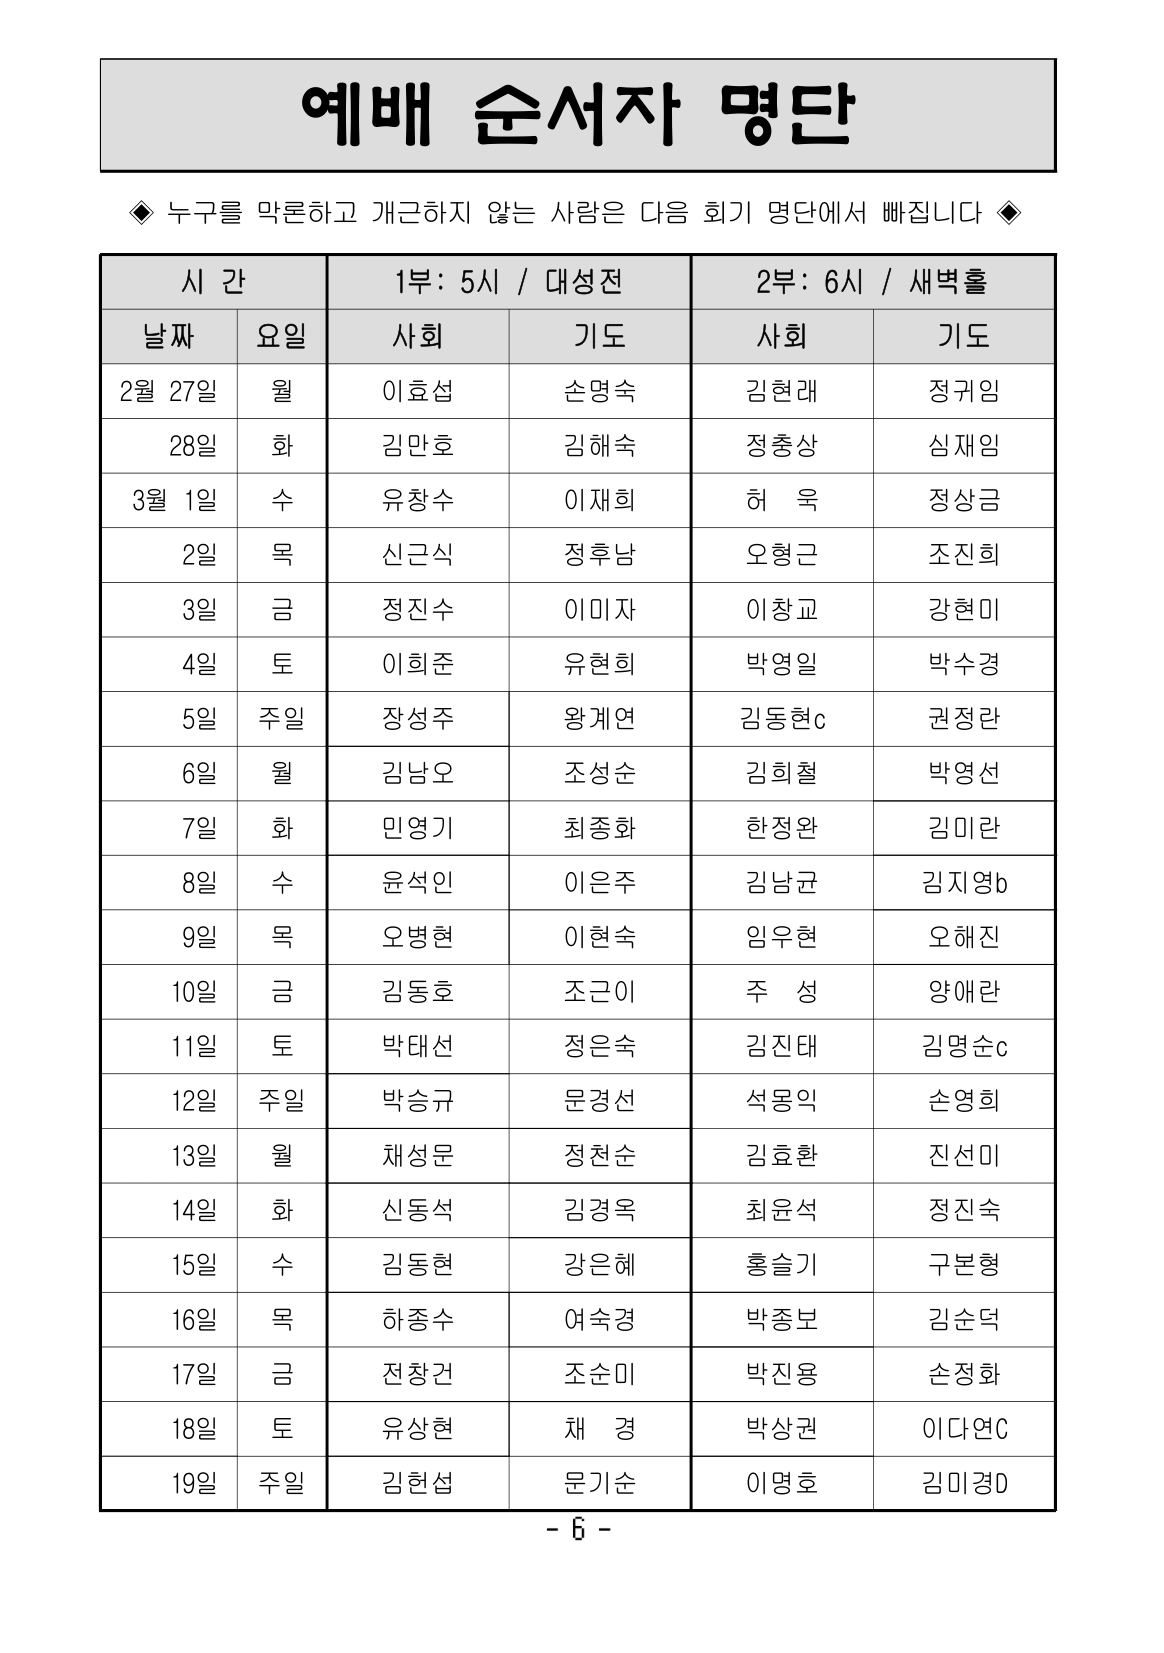 예배 순서자 명단
◈ 누구를 막론하고 개근하지 않는 사람은 다음 회기 명단에서 빠집니다 ◈
시 간 1부: 5시 / 대성전 2부: 6시 / 새벽홀
날짜 요일 사회 기도 사회 기도
2월 27일 월 이효섭 손명숙 김현래 정귀임
28일 화 김만호 김해숙 정충상 심재임
3월 1일 수 유창수 이재희 허 욱 정상금
2일 목 신근식 정후남 오형근 조진희
3일 금 정진수 이미자 이창교 강현미
4일 토 이희준 유현희 박영일 박수경
5일 주일 장성주 왕계연 김동현c 권정란
6일 월 김남오 조성순 김희철 박영선
7일 화 민영기 최종화 한정완 김미란
8일 수 윤석인 이은주 김남균 김지영b
9일 목 오병현 이현숙 임우현 오해진
10일 금 김동호 조근이 주 성 양애란
11일 토 박태선 정은숙 김진태 김명순c
12일 주일 박승규 문경선 석몽익 손영희
13일 월 채성문 정천순 김효환 진선미
14일 화 신동석 김경옥 최윤석 정진숙
15일 수 김동현 강은혜 홍슬기 구본형
16일 목 하종수 여숙경 박종보 김순덕
17일 금 전창건 조순미 박진용 손정화
18일 토 유상현 채 경 박상권 이다연C
19일 주일 김헌섭 문기순 이명호 김미경D
- 6 -